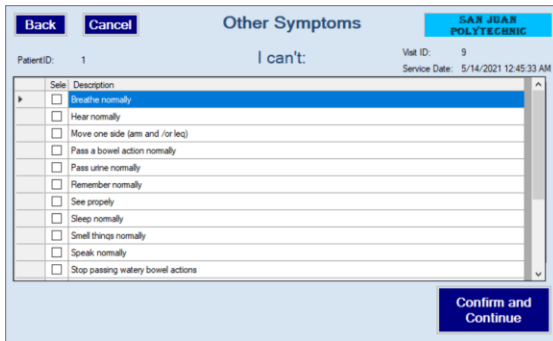 Back
Cancel
Other Symptoms
SAN JUAN
POLYTECHNIC
PatientID: 1
I can't:
Visit ID: 9
Service Date: 5/14/2021 12:45:33 AM
Sele Description
Breathe normally
Hear normally
Move one side (arm and /or leg)
Pass a bowel action normally
Pass urine normally
Remember normally
See propely
Sleep normally
Smell things normally
Speak normally
Stop passing watery bowel actions
Confirm and
Continue